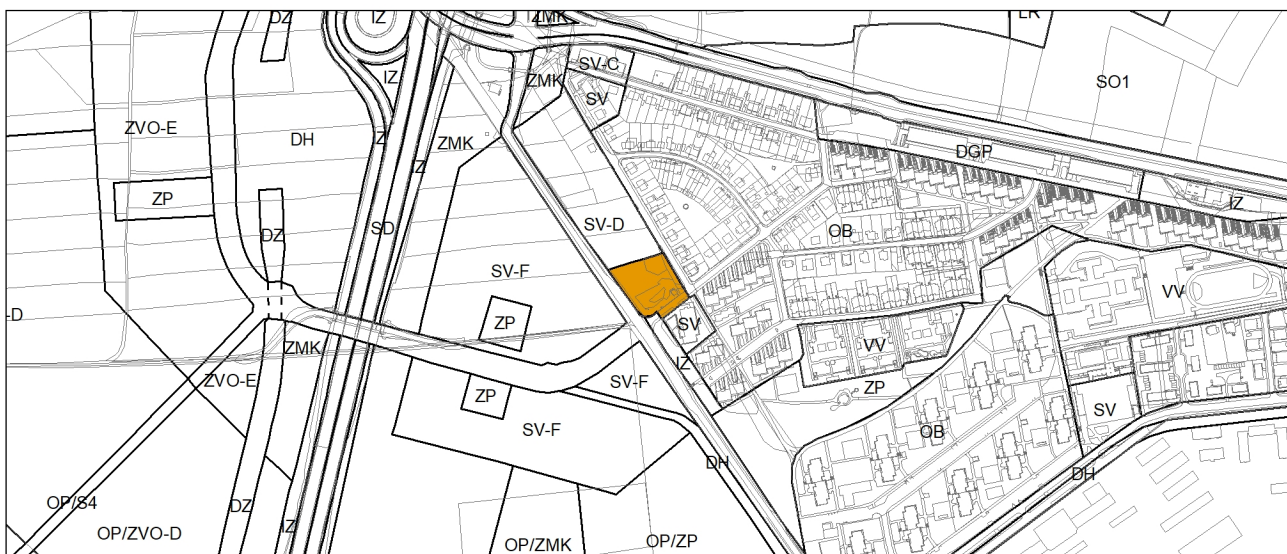 DZ
IZ
ZMK
LR
SV-C
IZ
ZMK
SV
SO1
ZVO-E
DH
IZ
ZMK
DGP
IZ
ZP
IZ
DZ
SD
SV-D
OB
SV-F
VV
-D
ZP
SV
VV
ZMK
IZ
ZVO-E
SV-F
ZP
ZP
SV-F
OB
SV
DH
DH
OP/S4
DZ
IZ
OP/ZVO-D
OP/ZMK
OP/ZP